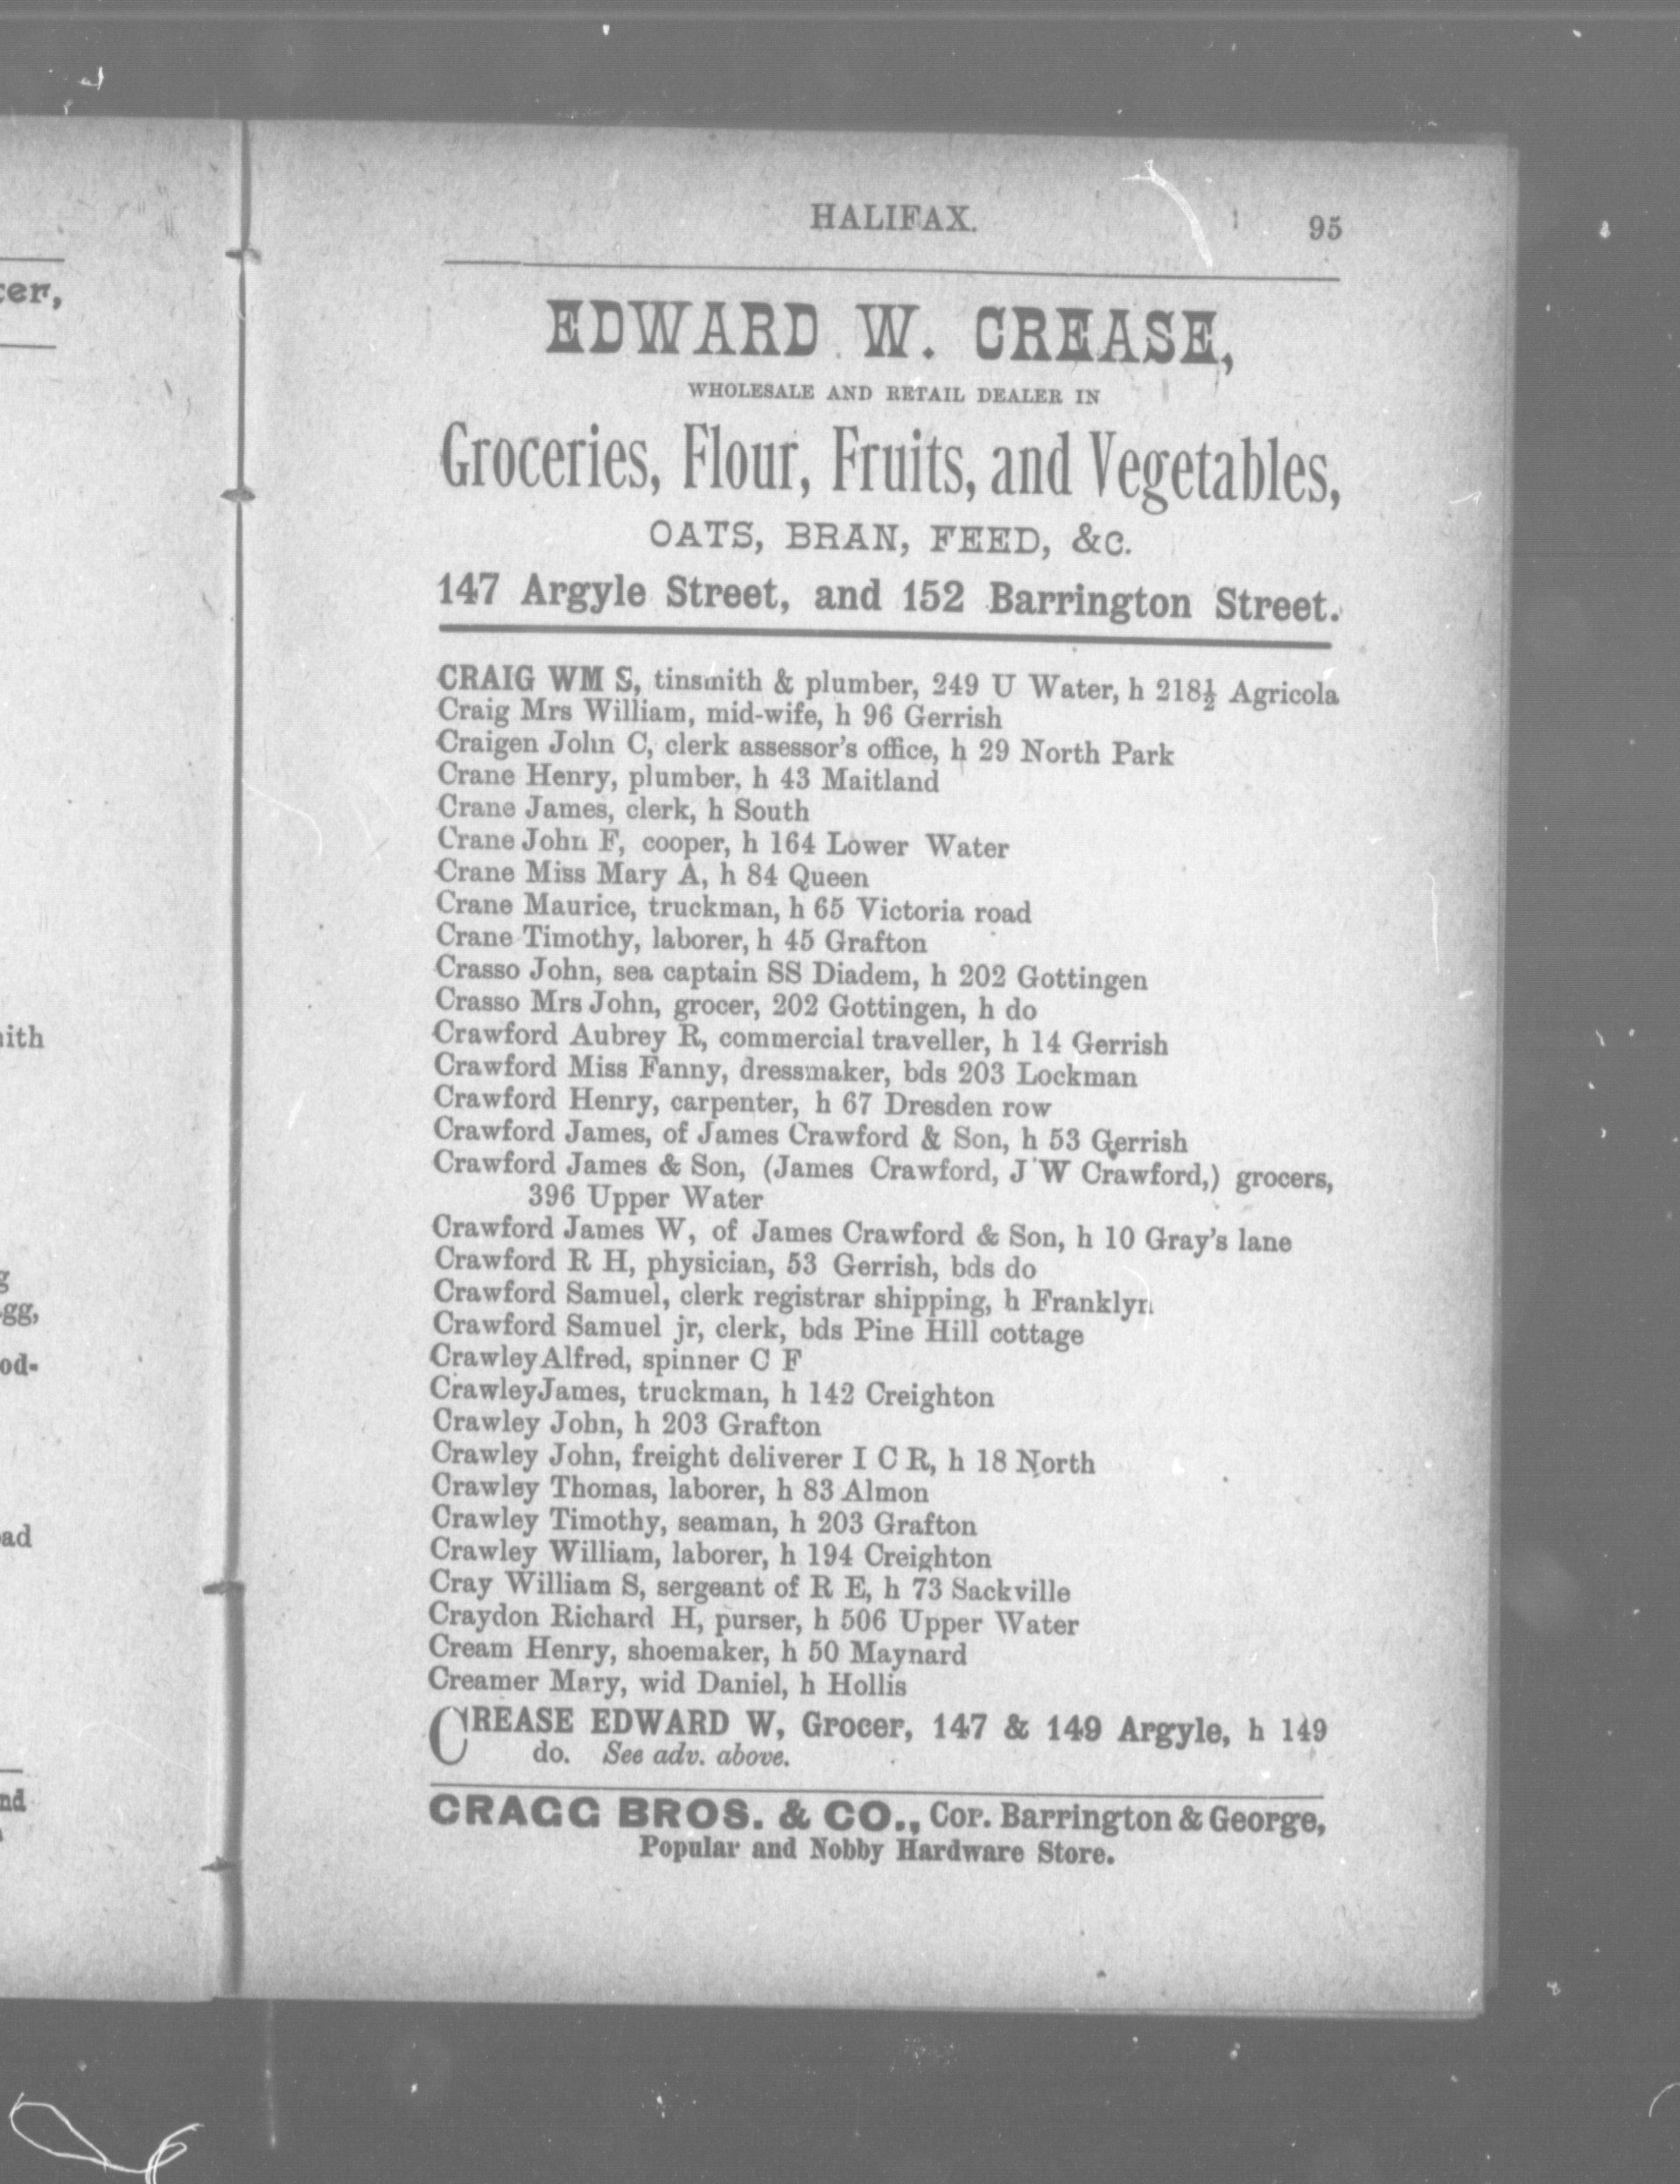 HALIFAX. 95
EDWARD W. CREASE,
WHOLESALE AND RETAIL DEALER IN
Groceries, Flour, Fruits, and Vegetables,
OATS, BRAN, FEED, &C.
147 Argyle Street, and 152 Barrington Street.
CRAIG WM S, tinsmith & plumber, 249 U Water, h 218½ Agricola
Craig Mrs William, mid-wife, h 96 Gerrish
Craigen John C, clerk assessor's office, h 29 North Park
Crane Henry, plumber, h 43 Maitland
Crane James, clerk, h South
Crane John F, cooper, h 164 Lower Water
Crane Miss Mary A, h 84 Queen
Crane Maurice, truckman, h 65 Victoria road
Crane Timothy, laborer, h 45 Grafton
Crasso John, sea captain SS Diadem, h 202 Gottingen
Crasso Mrs John, grocer, 202 Gottingen, h do
Crawford Aubrey R, commercial traveller, h 14 Gerrish
Crawford Miss Fanny, dressmaker, bds 203 Lockman
Crawford Henry, carpenter, h 67 Dresden row
Crawford James, of James Crawford & Son, h 53 Gerrish
Crawford James & Son, (James Crawford, J W Crawford,) grocers,
396 Upper Water
Crawford James W, of James Crawford & Son, h 10 Gray's lane
Crawford R H, physician, 53 Gerrish, bds do
Crawford Samuel, clerk registrar shipping, h Franklyn
Crawford Samuel jr, clerk, bds Pine Hill cottage
Crawley Alfred, spinner C F
Crawley James, truckman, h 142 Creighton
Crawley John, h 203 Grafton
Crawley John, freight deliverer I C R, h 18 North
Crawley Thomas, laborer, h 83 Almon
Crawley Timothy, seaman, h 203 Grafton
Crawley William, laborer, h 194 Creighton
Cray William S, sergeant of R E, h 73 Sackville
Craydon Richard H, purser, h 506 Upper Water
Cream Henry, shoemaker, h 50 Maynard
Creamer Mary, wid Daniel, h Hollis
CREASE EDWARD W, Grocer, 147 & 149 Argyle, h 149
do. See adv. above.
CRAGG BROS. & CO., Cor. Barrington & George,
Popular and Nobby Hardware Store.